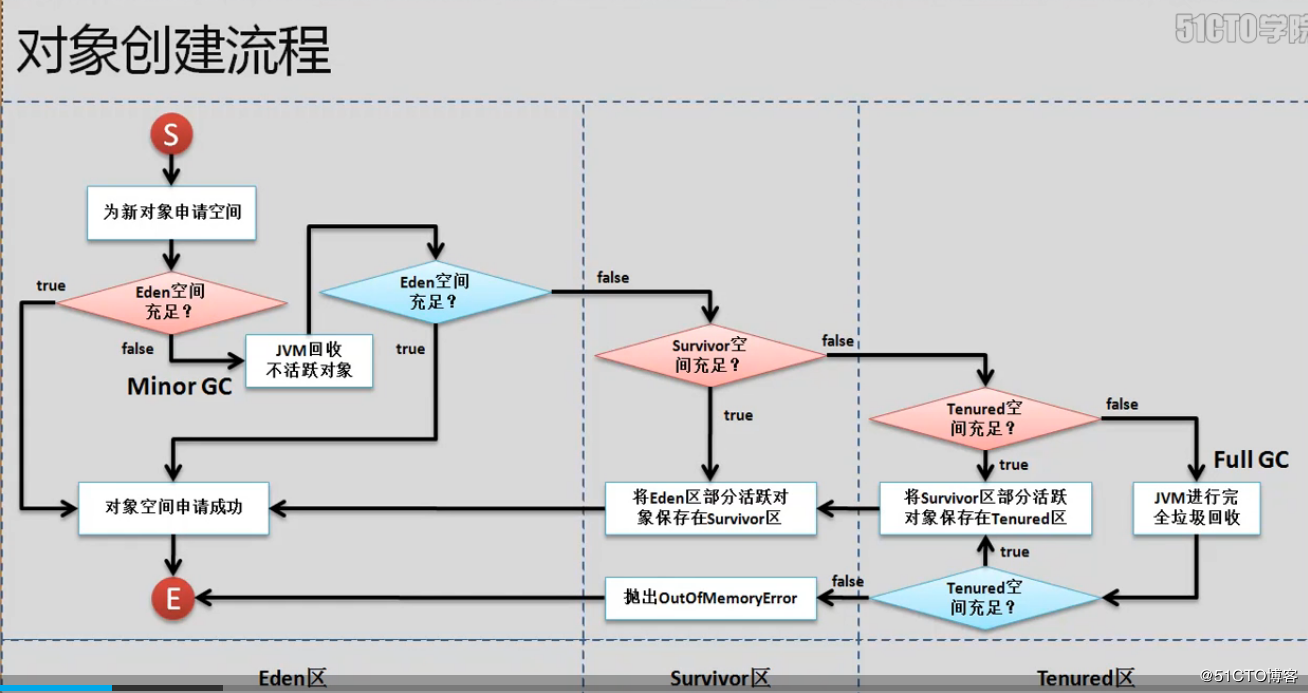 对象创建流程
51CTO学院
S
为新对象申请空间
true
Eden空间
充足？
false
Minor GC
JVM回收
不活跃对象
Eden空间
充足？
true
false
Survivor空
间充足？
false
true
Tenured空
间充足？
false
true
Full GC
对象空间申请成功
将Eden区部分活跃对
象保存在Survivor区
将Survivor区部分活跃
对象保存在Tenured区
JVM进行完
全垃圾回收
true
Tenured空
间充足？
false
抛出OutOfMemoryError
E
Eden区
Survivor区
Tenured区
@51CTO博客